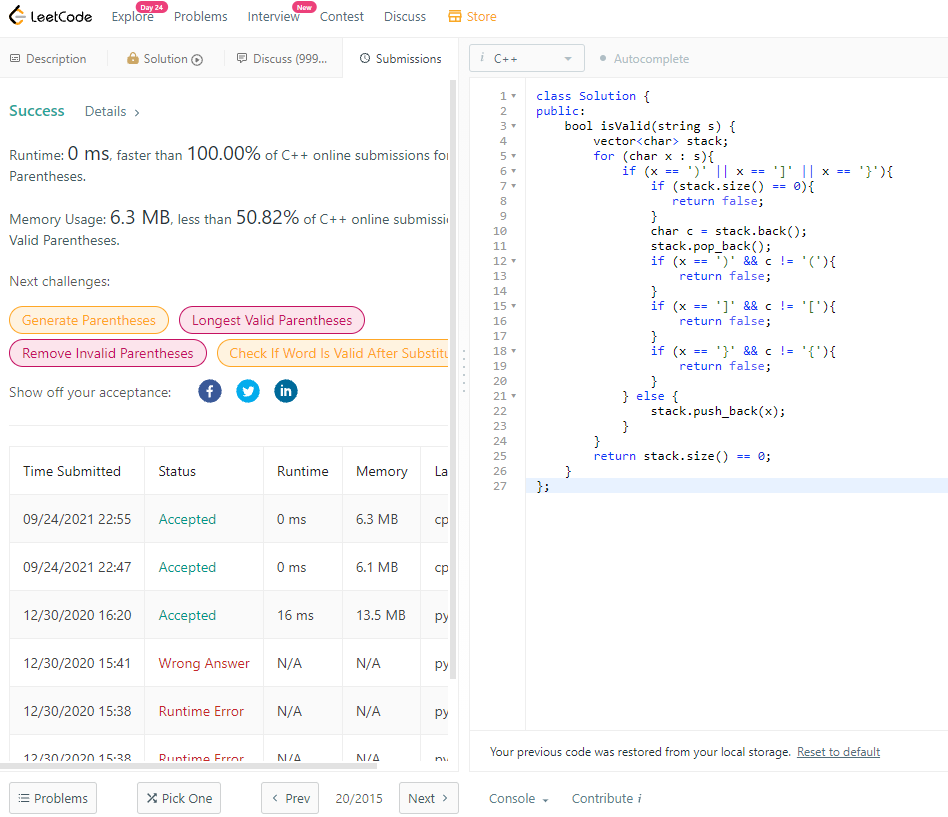 LeetCode Explore Day 24 Problems Interview New Contest Discuss Store
Description Solution Discuss (999... Submissions
i C++ Autocomplete
Success Details >
Runtime: 0 ms, faster than 100.00% of C++ online submissions for
Parentheses.
Memory Usage: 6.3 MB, less than 50.82% of C++ online submissio
Valid Parentheses.
Next challenges:
Generate Parentheses Longest Valid Parentheses
Remove Invalid Parentheses Check If Word Is Valid After Substitu
Show off your acceptance: f in
Time Submitted Status Runtime Memory La
09/24/2021 22:55 Accepted 0 ms 6.3 MB cp
09/24/2021 22:47 Accepted 0 ms 6.1 MB cp
12/30/2020 16:20 Accepted 16 ms 13.5 MB py
12/30/2020 15:41 Wrong Answer N/A N/A py
12/30/2020 15:38 Runtime Error N/A N/A py
12/30/2020 15:38 Runtime Error N/A N/A py
1 class Solution {
2 public:
3 bool isValid(string s) {
4 vector<char> stack;
5 for (char x : s){
6 if (x == ')' || x == ']' || x == '}'){
7 if (stack.size() == 0){
8 return false;
9 }
10 char c = stack.back();
11 stack.pop_back();
12 if (x == ')' && c != '('){
13 return false;
14 }
15 if (x == ']' && c != '['){
16 return false;
17 }
18 if (x == '}' && c != '{'){
19 return false;
20 }
21 } else {
22 stack.push_back(x);
23 }
24 }
25 return stack.size() == 0;
26 }
27 };
Your previous code was restored from your local storage. Reset to default
Problems Pick One < Prev 20/2015 Next > Console Contribute i